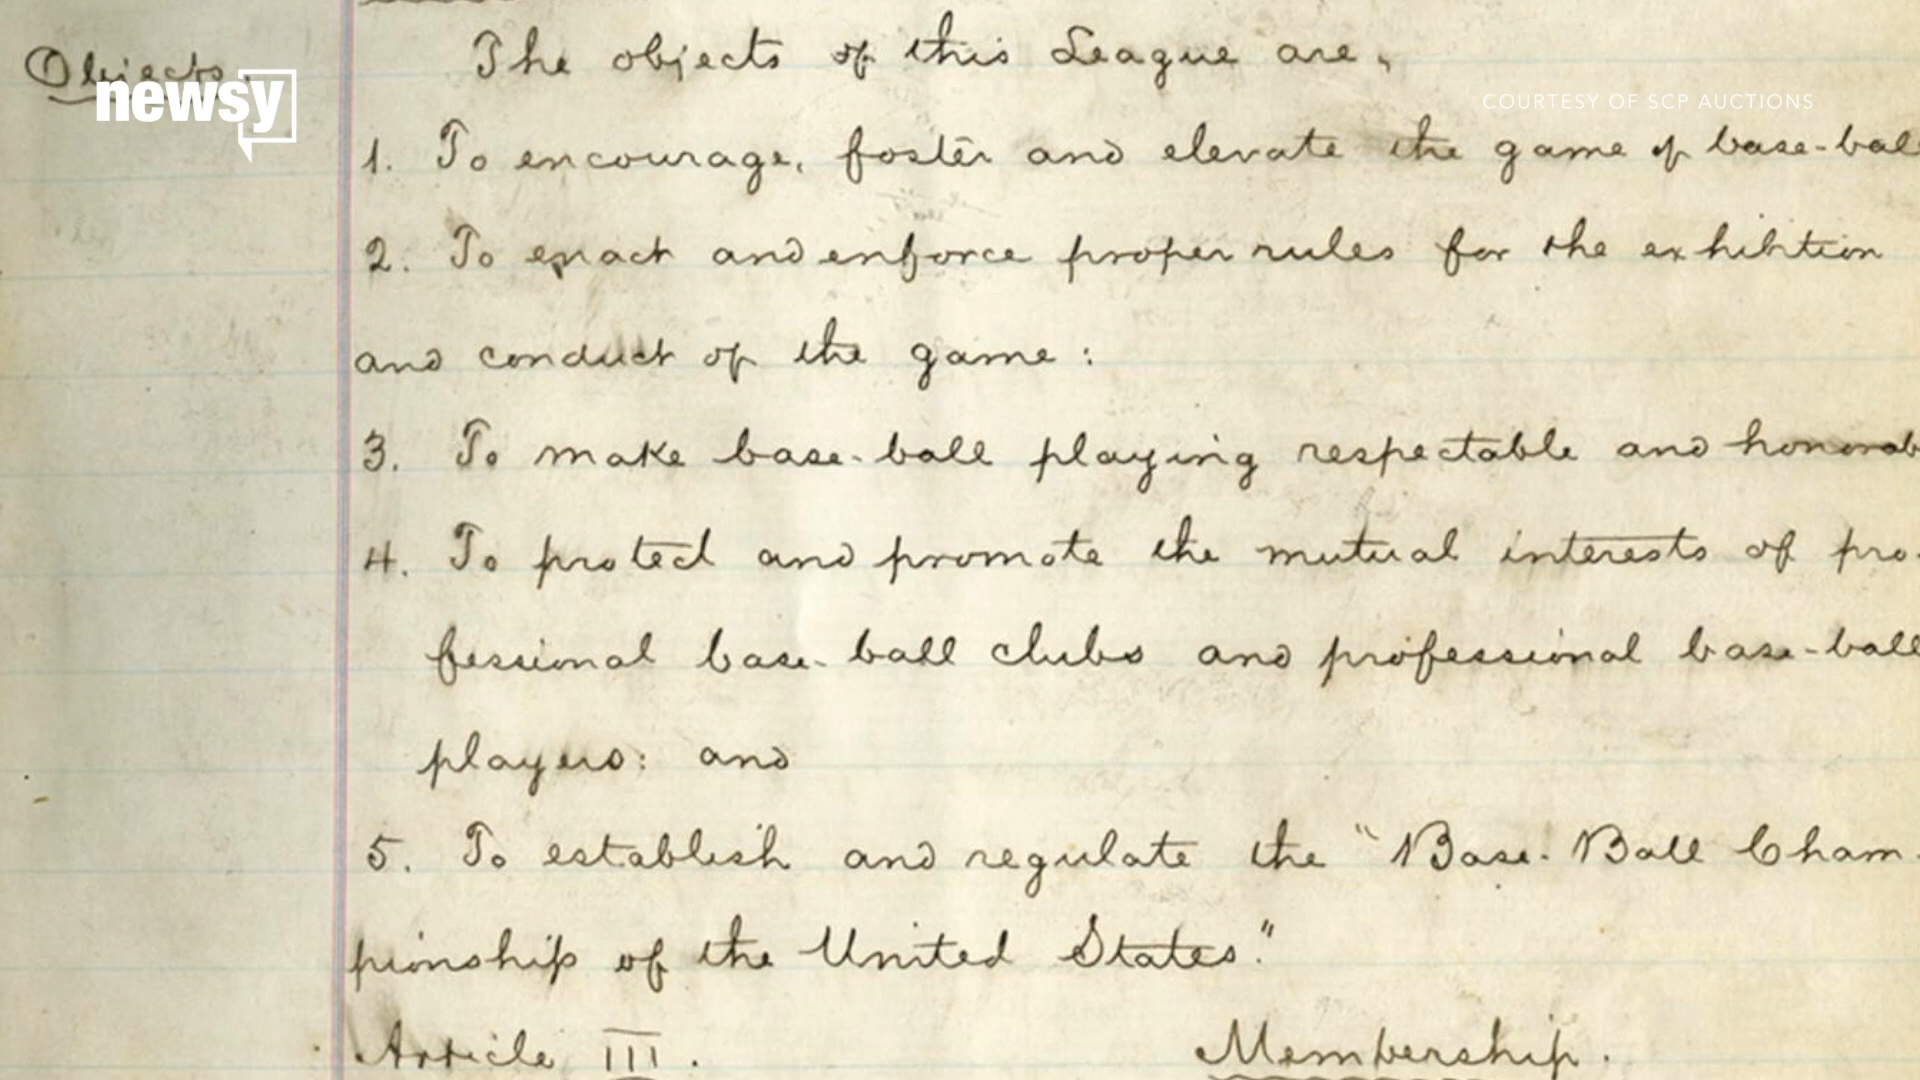 Objects.
newsy
COURTESY OF SCP AUCTIONS
The objects of this League are,
1. To encourage, foster and elevate the game of base-ball
2. To enact and enforce proper rules for the exhibition
and conduct of the game:
3. To make base-ball playing respectable and honorab
4. To protect and promote the mutual interests of pro-
fessional base-ball clubs and professional base-ball
players: and
5. To establish and regulate the "Base-Ball Cham-
pionship of the United States."
Article III.
Membership.